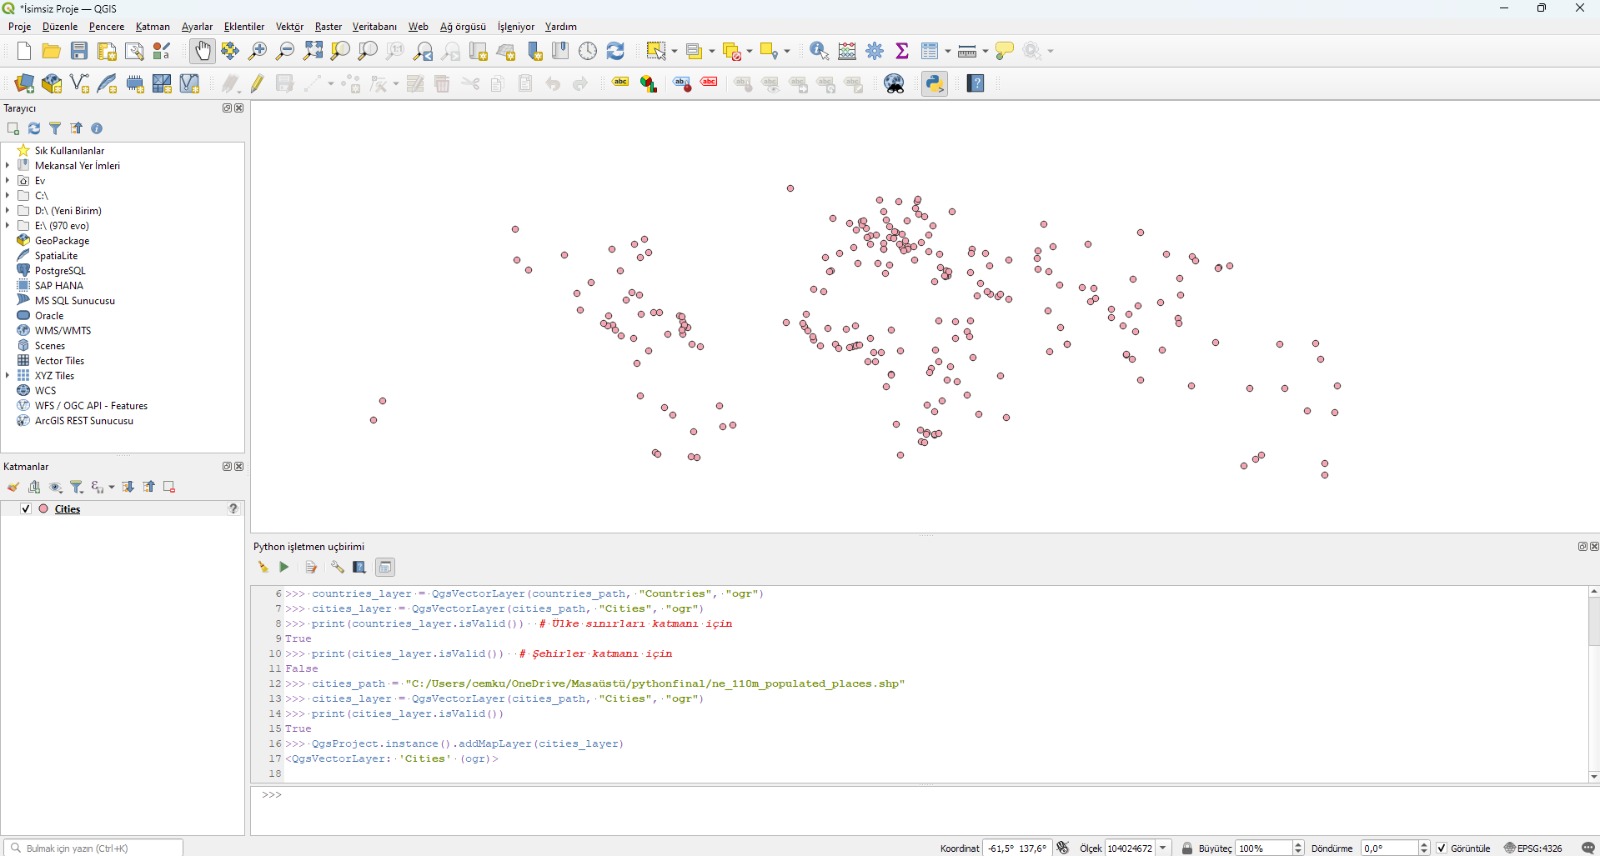 *İsimsiz Proje — QGIS
Proje Düzenle Pencere Katman Ayarlar Eklentiler Vektör Raster Veritabanı Web Ağ örgüsü İşleniyor Yardım
Tarayıcı
Sık Kullanılanlar
Mekansal Yer İmleri
Ev
C:\
D:\ (Yeni Birim)
E:\ (970 evo)
GeoPackage
SpatiaLite
PostgreSQL
SAP HANA
MS SQL Sunucusu
Oracle
WMS/WMTS
Scenes
Vector Tiles
XYZ Tiles
WCS
WFS / OGC API - Features
ArcGIS REST Sunucusu
Katmanlar
Cities
Python işletmen uçbirimi
6 >>> countries_layer = QgsVectorLayer(countries_path, "Countries", "ogr")
7 >>> cities_layer = QgsVectorLayer(cities_path, "Cities", "ogr")
8 >>> print(countries_layer.isValid())  # Ülke sınırları katmanı için
9 True
10 >>> print(cities_layer.isValid())  # Şehirler katmanı için
11 False
12 >>> cities_path = "C:/Users/cemku/OneDrive/Masaüstü/pythonfinal/ne_110m_populated_places.shp"
13 >>> cities_layer = QgsVectorLayer(cities_path, "Cities", "ogr")
14 >>> print(cities_layer.isValid())
15 True
16 >>> QgsProject.instance().addMapLayer(cities_layer)
17 <QgsVectorLayer: 'Cities' (ogr)>
18
>>>
Bulmak için yazın (Ctrl+K) Koordinat -61,5° 137,6° Ölçek 104024672 Büyüteç 100% Döndürme 0,0° Görüntüle EPSG:4326